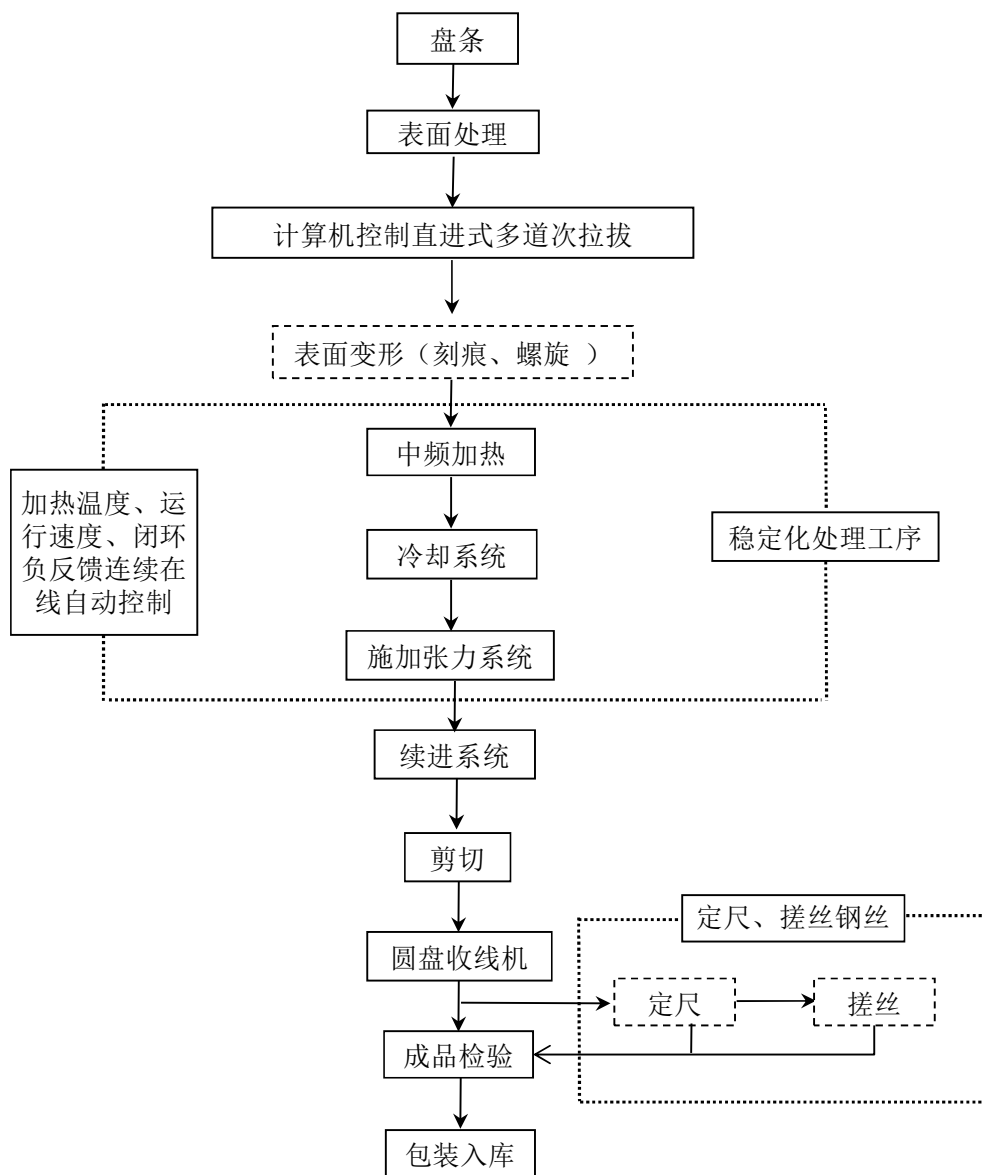 盘条
表面处理
计算机控制直进式多道次拉拔
表面变形（刻痕、螺旋 ）
中频加热
加热温度、运
行速度、闭环
负反馈连续在
线自动控制
稳定化处理工序
冷却系统
施加张力系统
续进系统
剪切
定尺、搓丝钢丝
圆盘收线机
定尺
搓丝
成品检验
包装入库